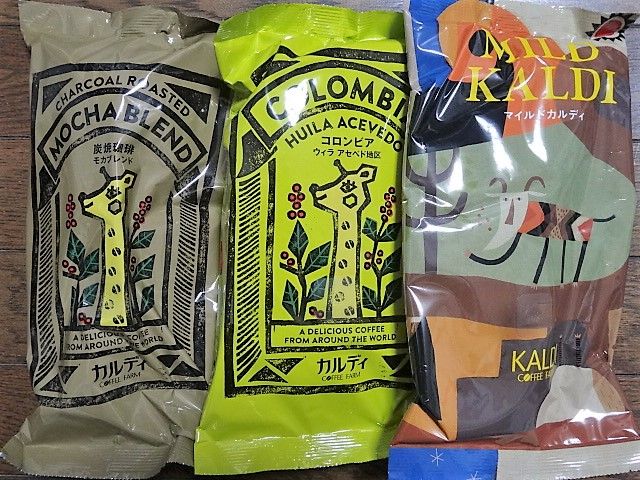 CHARCOAL ROASTED
MOCHA BLEND
炭焼珈琲
モカブレンド
A DELICIOUS COFFEE
FROM AROUND THE WORLD
カルディ
COFFEE FARM
COLOMBI
HUILA ACEVEDO
コロンビア
ウィラ アセベド地区
A DELICIOUS COFFEE
FROM AROUND THE WORLD
カルディ
COFFEE FARM
MILD
KALDI
マイルドカルディ
KALDI
COFFEE FARM